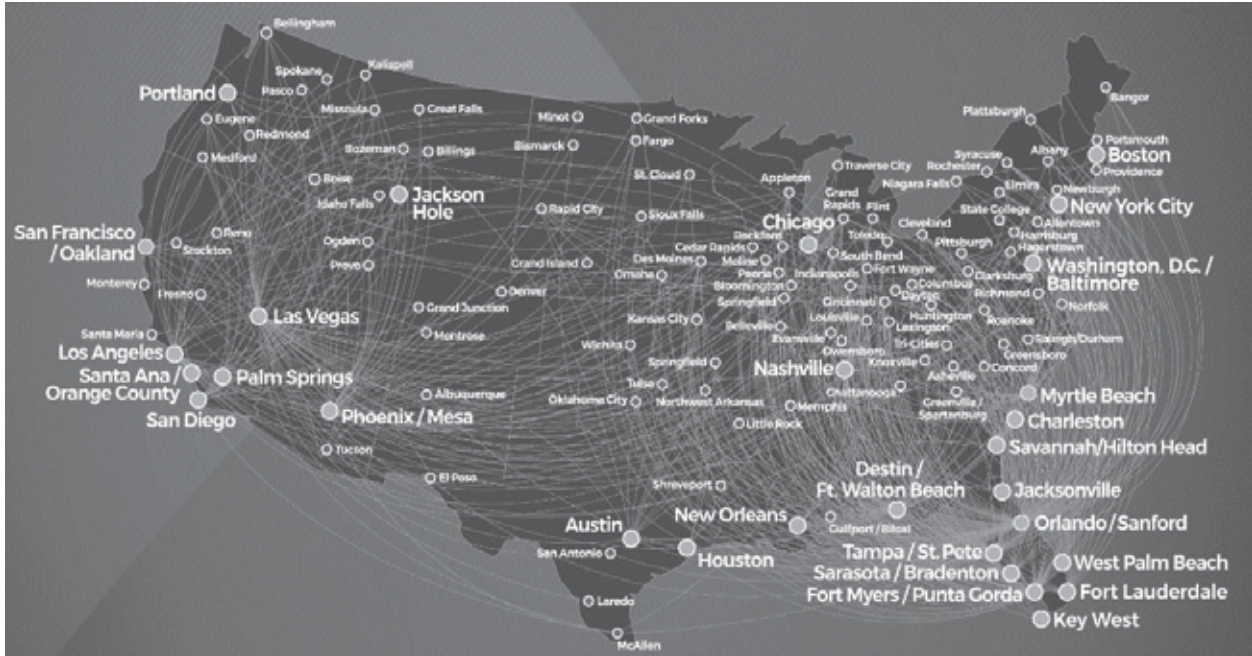 Bellingham
Kalispell
Spokane
Pasco
Portland
Missoula
Great Falls
Eugene
Redmond
Medford
Bozeman
Billings
Boise
Idaho Falls
Jackson
Hole
San Francisco
/ Oakland
Reno
Stockton
Ogden
Provo
Monterey
Fresno
Grand Junction
Denver
Las Vegas
Montrose
Santa Maria
Los Angeles
Santa Ana /
Orange County
Palm Springs
San Diego
Phoenix / Mesa
Albuquerque
Tucson
El Paso
Minot
Grand Forks
Bismarck
Fargo
St. Cloud
Rapid City
Sioux Falls
Grand Island
Omaha
Des Moines
Cedar Rapids
Moline
Peoria
Bloomington
Springfield
Rockford
Kansas City
Belleville
Wichita
Springfield
Tulsa
Oklahoma City
Northwest Arkansas
Little Rock
Memphis
Shreveport
Austin
San Antonio
Houston
Laredo
McAllen
New Orleans
Gulfport / Biloxi
Destin /
Ft. Walton Beach
Appleton
Traverse City
Grand
Rapids
Flint
Chicago
Toledo
Cleveland
South Bend
Fort Wayne
Indianapolis
Columbus
Dayton
Cincinnati
Huntington
Louisville
Lexington
Evansville
Owensboro
Tri-Cities
Nashville
Knoxville
Chattanooga
Asheville
Greenville /
Spartanburg
Concord
Greensboro
Raleigh/Durham
Roanoke
Richmond
Norfolk
Clarksburg
Pittsburgh
Hagerstown
Harrisburg
Allentown
State College
Elmira
Niagara Falls
Rochester
Syracuse
Albany
Plattsburgh
Bangor
Portsmouth
Boston
Providence
Newburgh
New York City
Washington, D.C. /
Baltimore
Myrtle Beach
Charleston
Savannah/Hilton Head
Jacksonville
Orlando/Sanford
Tampa / St. Pete
Sarasota / Bradenton
Fort Myers / Punta Gorda
West Palm Beach
Fort Lauderdale
Key West